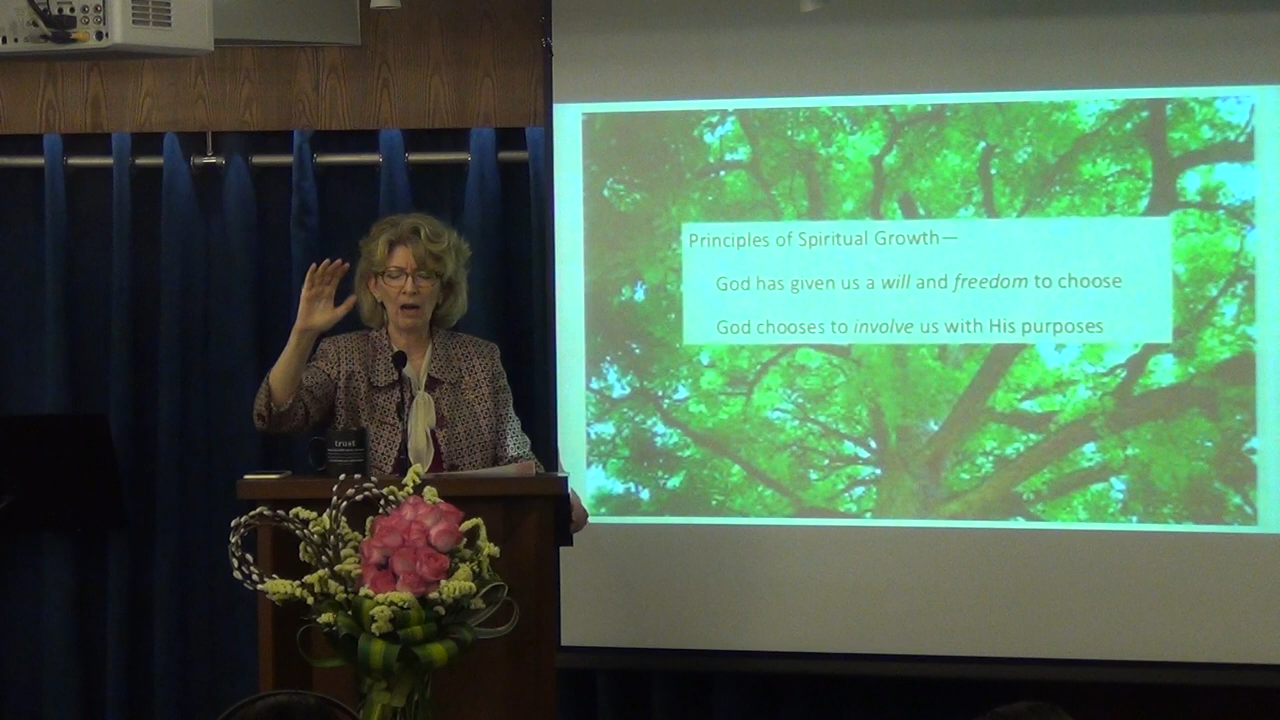 Principles of Spiritual Growth—
God has given us a will and freedom to choose
God chooses to involve us with His purposes
trust